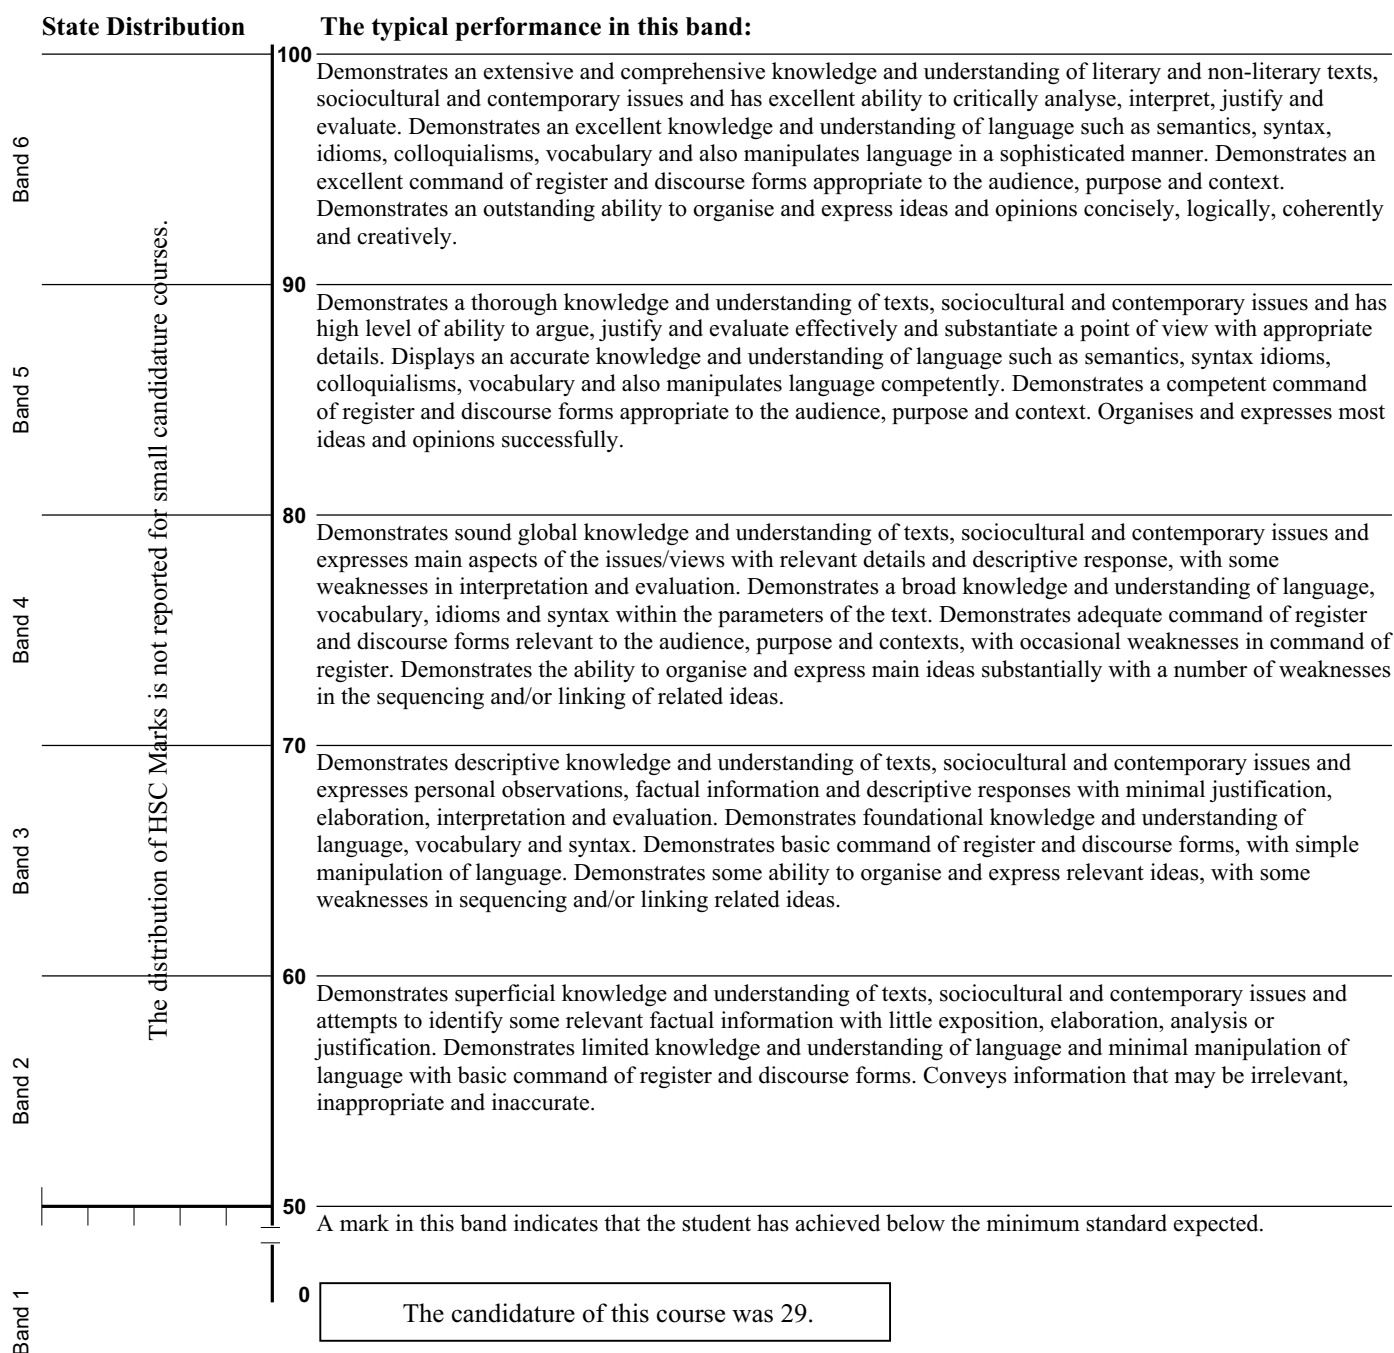 State Distribution
The typical performance in this band:
100
Demonstrates an extensive and comprehensive knowledge and understanding of literary and non-literary texts,
sociocultural and contemporary issues and has excellent ability to critically analyse, interpret, justify and
evaluate. Demonstrates an excellent knowledge and understanding of language such as semantics, syntax,
idioms, colloquialisms, vocabulary and also manipulates language in a sophisticated manner. Demonstrates an
excellent command of register and discourse forms appropriate to the audience, purpose and context.
Demonstrates an outstanding ability to organise and express ideas and opinions concisely, logically, coherently
and creatively.
Band 6
90
Demonstrates a thorough knowledge and understanding of texts, sociocultural and contemporary issues and has
high level of ability to argue, justify and evaluate effectively and substantiate a point of view with appropriate
details. Displays an accurate knowledge and understanding of language such as semantics, syntax idioms,
colloquialisms, vocabulary and also manipulates language competently. Demonstrates a competent command
of register and discourse forms appropriate to the audience, purpose and context. Organises and expresses most
ideas and opinions successfully.
Band 5
80
Demonstrates sound global knowledge and understanding of texts, sociocultural and contemporary issues and
expresses main aspects of the issues/views with relevant details and descriptive response, with some
weaknesses in interpretation and evaluation. Demonstrates a broad knowledge and understanding of language,
vocabulary, idioms and syntax within the parameters of the text. Demonstrates adequate command of register
and discourse forms relevant to the audience, purpose and contexts, with occasional weaknesses in command of
register. Demonstrates the ability to organise and express main ideas substantially with a number of weaknesses
in the sequencing and/or linking of related ideas.
Band 4
The distribution of HSC Marks is not reported for small candidature courses.
70
Demonstrates descriptive knowledge and understanding of texts, sociocultural and contemporary issues and
expresses personal observations, factual information and descriptive responses with minimal justification,
elaboration, interpretation and evaluation. Demonstrates foundational knowledge and understanding of
language, vocabulary and syntax. Demonstrates basic command of register and discourse forms, with simple
manipulation of language. Demonstrates some ability to organise and express relevant ideas, with some
weaknesses in sequencing and/or linking related ideas.
Band 3
60
Demonstrates superficial knowledge and understanding of texts, sociocultural and contemporary issues and
attempts to identify some relevant factual information with little exposition, elaboration, analysis or
justification. Demonstrates limited knowledge and understanding of language and minimal manipulation of
language with basic command of register and discourse forms. Conveys information that may be irrelevant,
inappropriate and inaccurate.
Band 2
50
A mark in this band indicates that the student has achieved below the minimum standard expected.
0
The candidature of this course was 29.
Band 1